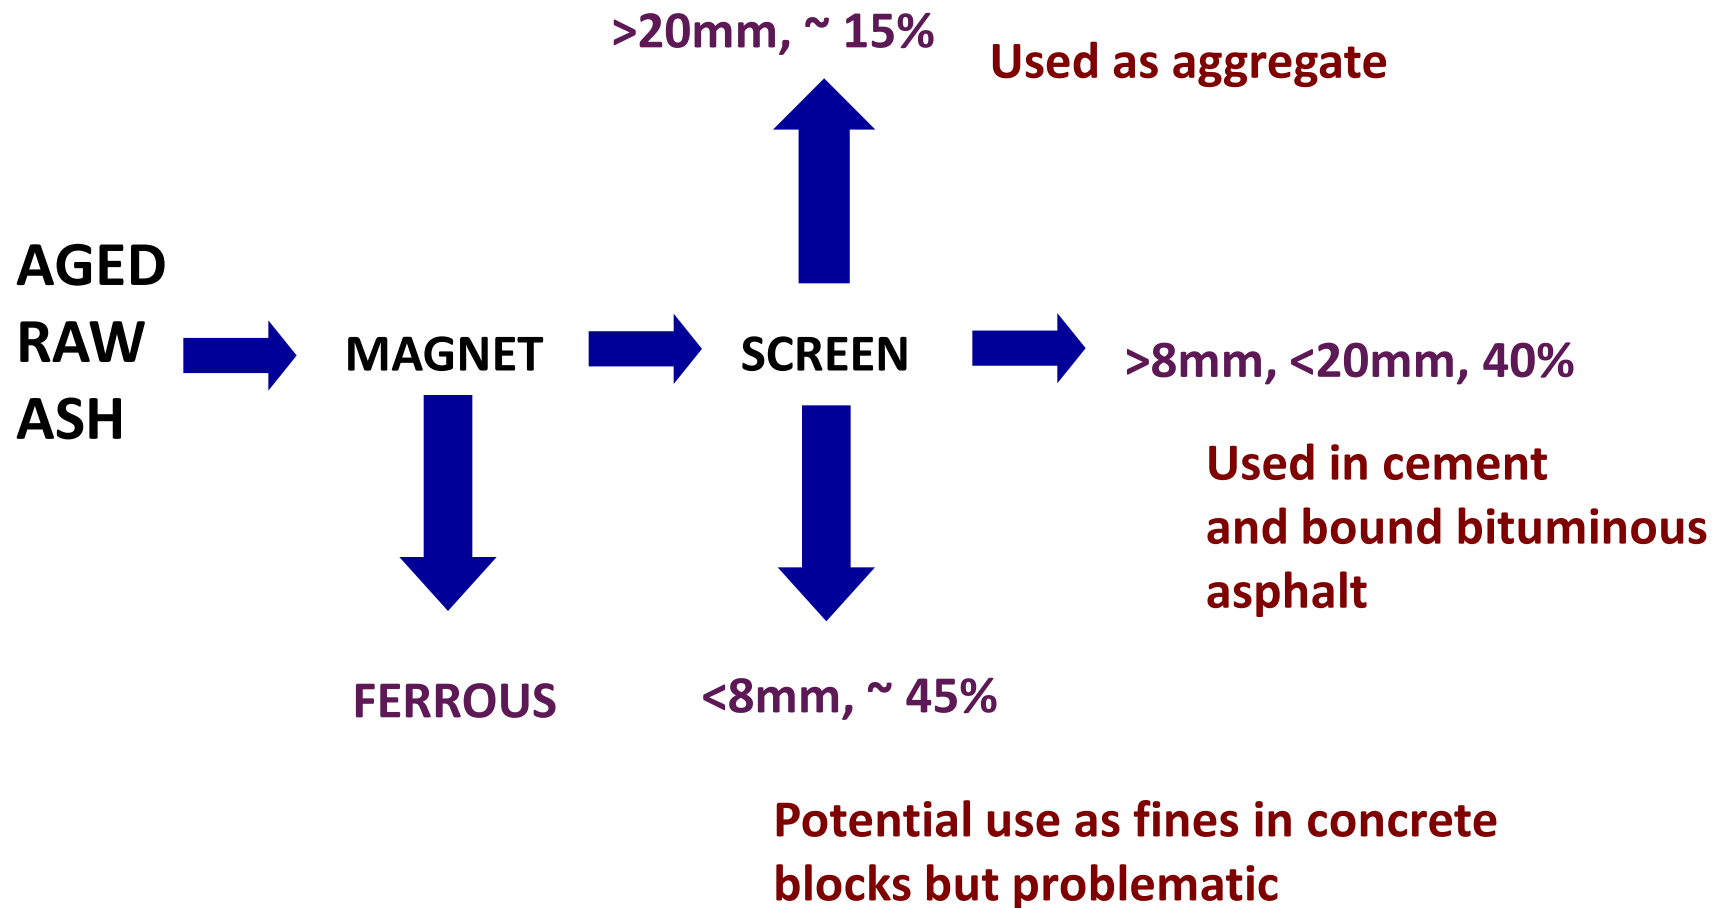 >20mm, ~ 15%
Used as aggregate
AGED
RAW
ASH
MAGNET
SCREEN
>8mm, <20mm, 40%
Used in cement
and bound bituminous
asphalt
FERROUS
<8mm, ~ 45%
Potential use as fines in concrete
blocks but problematic